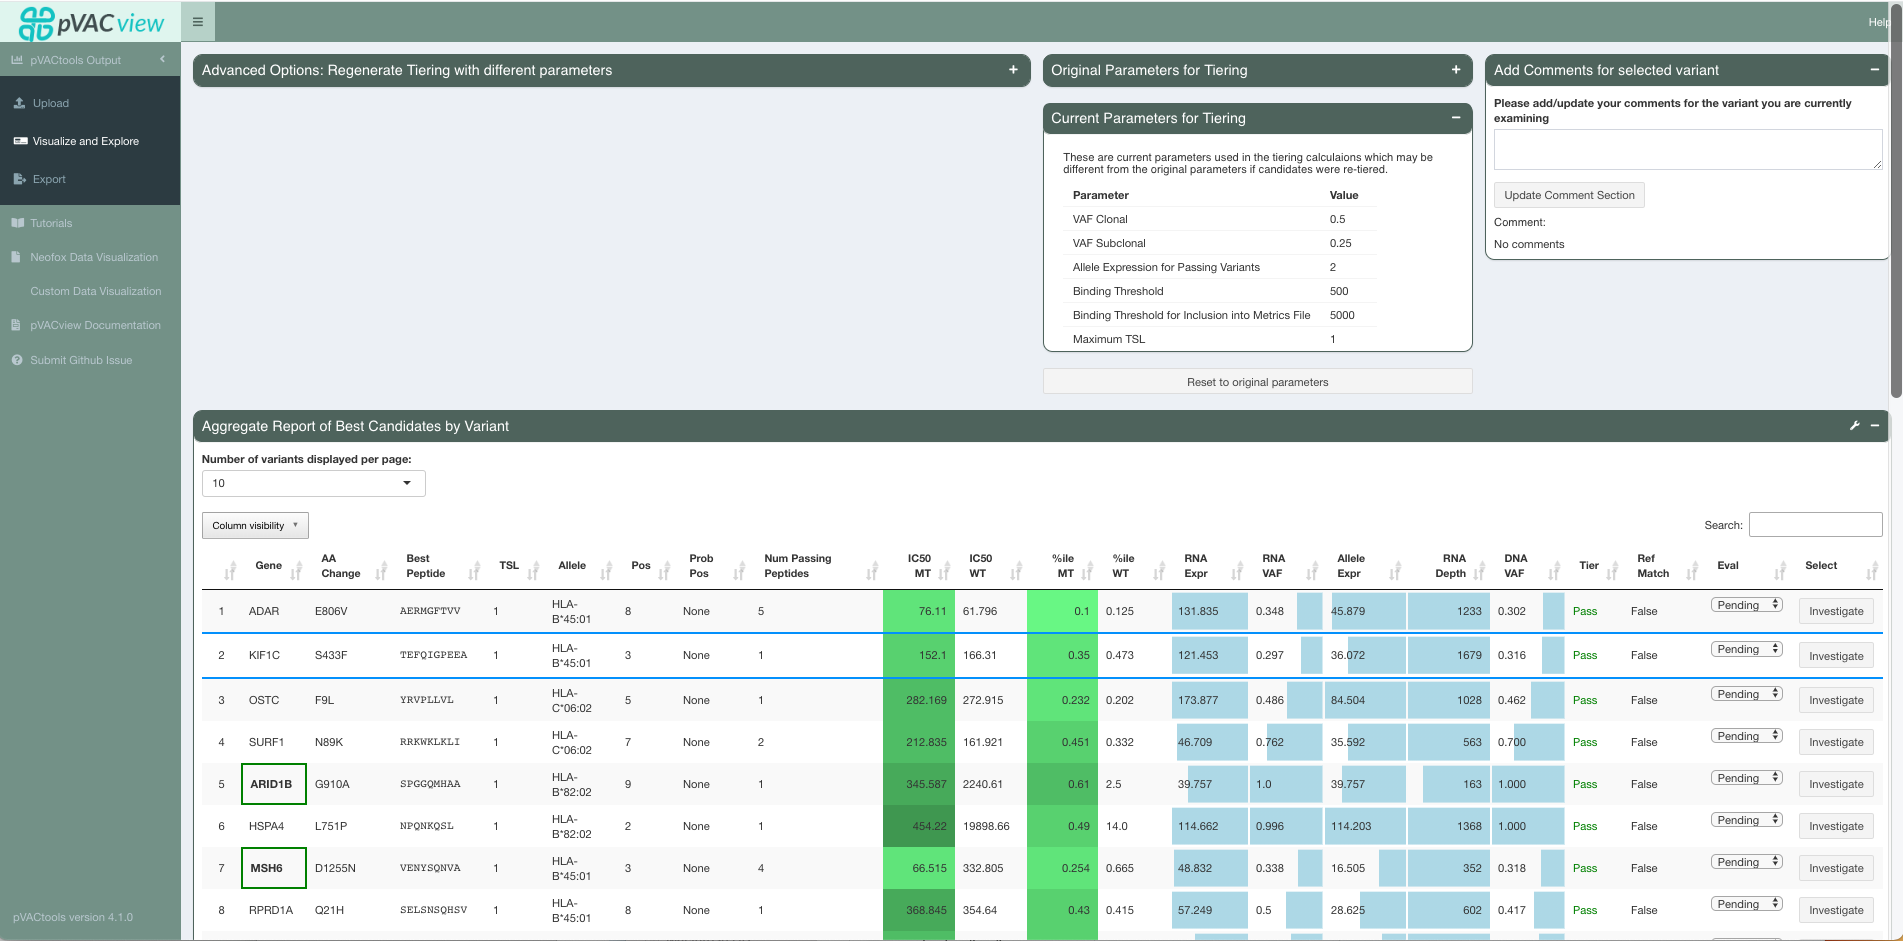 pVACview
Help
pVACtools Output
Upload
Visualize and Explore
Export
Tutorials
Neofox Data Visualization
Custom Data Visualization
pVACview Documentation
Submit Github Issue
pVACtools version 4.1.0
Advanced Options: Regenerate Tiering with different parameters
Original Parameters for Tiering
Current Parameters for Tiering
These are current parameters used in the tiering calculaions which may be
different from the original parameters if candidates were re-tiered.
Parameter Value
VAF Clonal 0.5
VAF Subclonal 0.25
Allele Expression for Passing Variants 2
Binding Threshold 500
Binding Threshold for Inclusion into Metrics File 5000
Maximum TSL 1
Reset to original parameters
Add Comments for selected variant
Please add/update your comments for the variant you are currently
examining
Update Comment Section
Comment:
No comments
Aggregate Report of Best Candidates by Variant
Number of variants displayed per page:
10
Column visibility
Search:
Gene AA Change Best Peptide TSL Allele Pos Prob Pos Num Passing Peptides IC50 MT IC50 WT %ile MT %ile WT RNA Expr RNA VAF Allele Expr RNA Depth DNA VAF Tier Ref Match Eval Select
1 ADAR E806V AERMGFTVV 1 HLA-B*45:01 8 None 5 76.11 61.796 0.1 0.125 131.835 0.348 45.879 1233 0.302 Pass False Pending Investigate
2 KIF1C S433F TEFQIGPEEA 1 HLA-B*45:01 3 None 1 152.1 166.31 0.35 0.473 121.453 0.297 36.072 1679 0.316 Pass False Pending Investigate
3 OSTC F9L YRVPLLVL 1 HLA-C*06:02 5 None 1 282.169 272.915 0.232 0.202 173.877 0.486 84.504 1028 0.462 Pass False Pending Investigate
4 SURF1 N89K RRKWKLKLI 1 HLA-C*06:02 7 None 2 212.835 161.921 0.451 0.332 46.709 0.762 35.592 563 0.700 Pass False Pending Investigate
5 ARID1B G910A SPGGQMHAA 1 HLA-B*82:02 9 None 1 345.587 2240.61 0.61 2.5 39.757 1.0 39.757 163 1.000 Pass False Pending Investigate
6 HSPA4 L751P NPQNKQSL 1 HLA-B*82:02 2 None 1 454.22 19898.66 0.49 14.0 114.662 0.996 114.203 1368 1.000 Pass False Pending Investigate
7 MSH6 D1255N VENYSQNVA 1 HLA-B*45:01 3 None 4 66.515 332.805 0.254 0.665 48.832 0.338 16.505 352 0.318 Pass False Pending Investigate
8 RPRD1A Q21H SELSNSQHSV 1 HLA-B*45:01 8 None 1 368.845 354.64 0.43 0.415 57.249 0.5 28.625 602 0.417 Pass False Pending Investigate